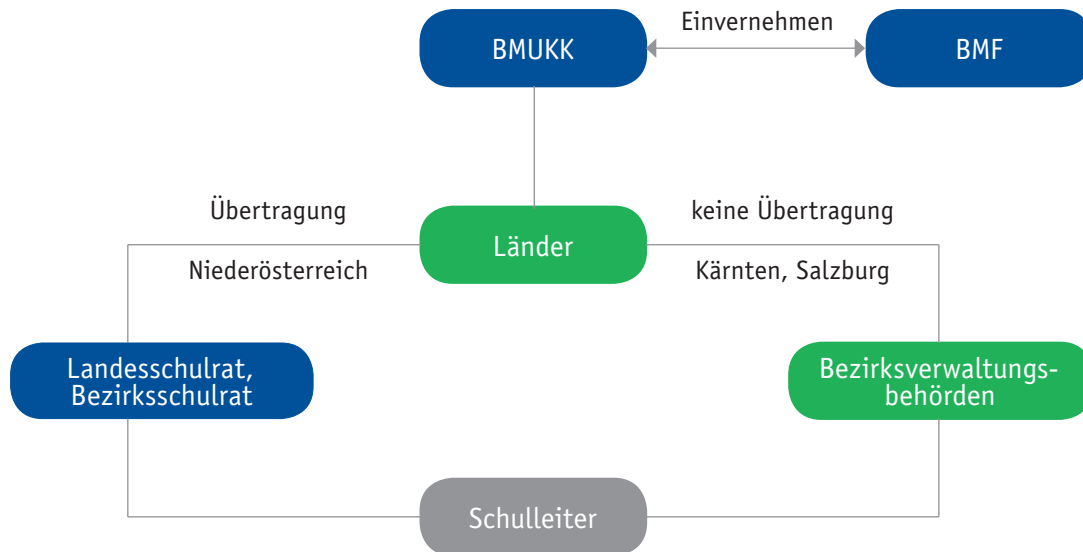 Einvernehmen
BMUKK
BMF
Übertragung
keine Übertragung
Länder
Niederösterreich
Kärnten, Salzburg
Landesschulrat,
Bezirksschulrat
Bezirksverwaltungs-
behörden
Schulleiter